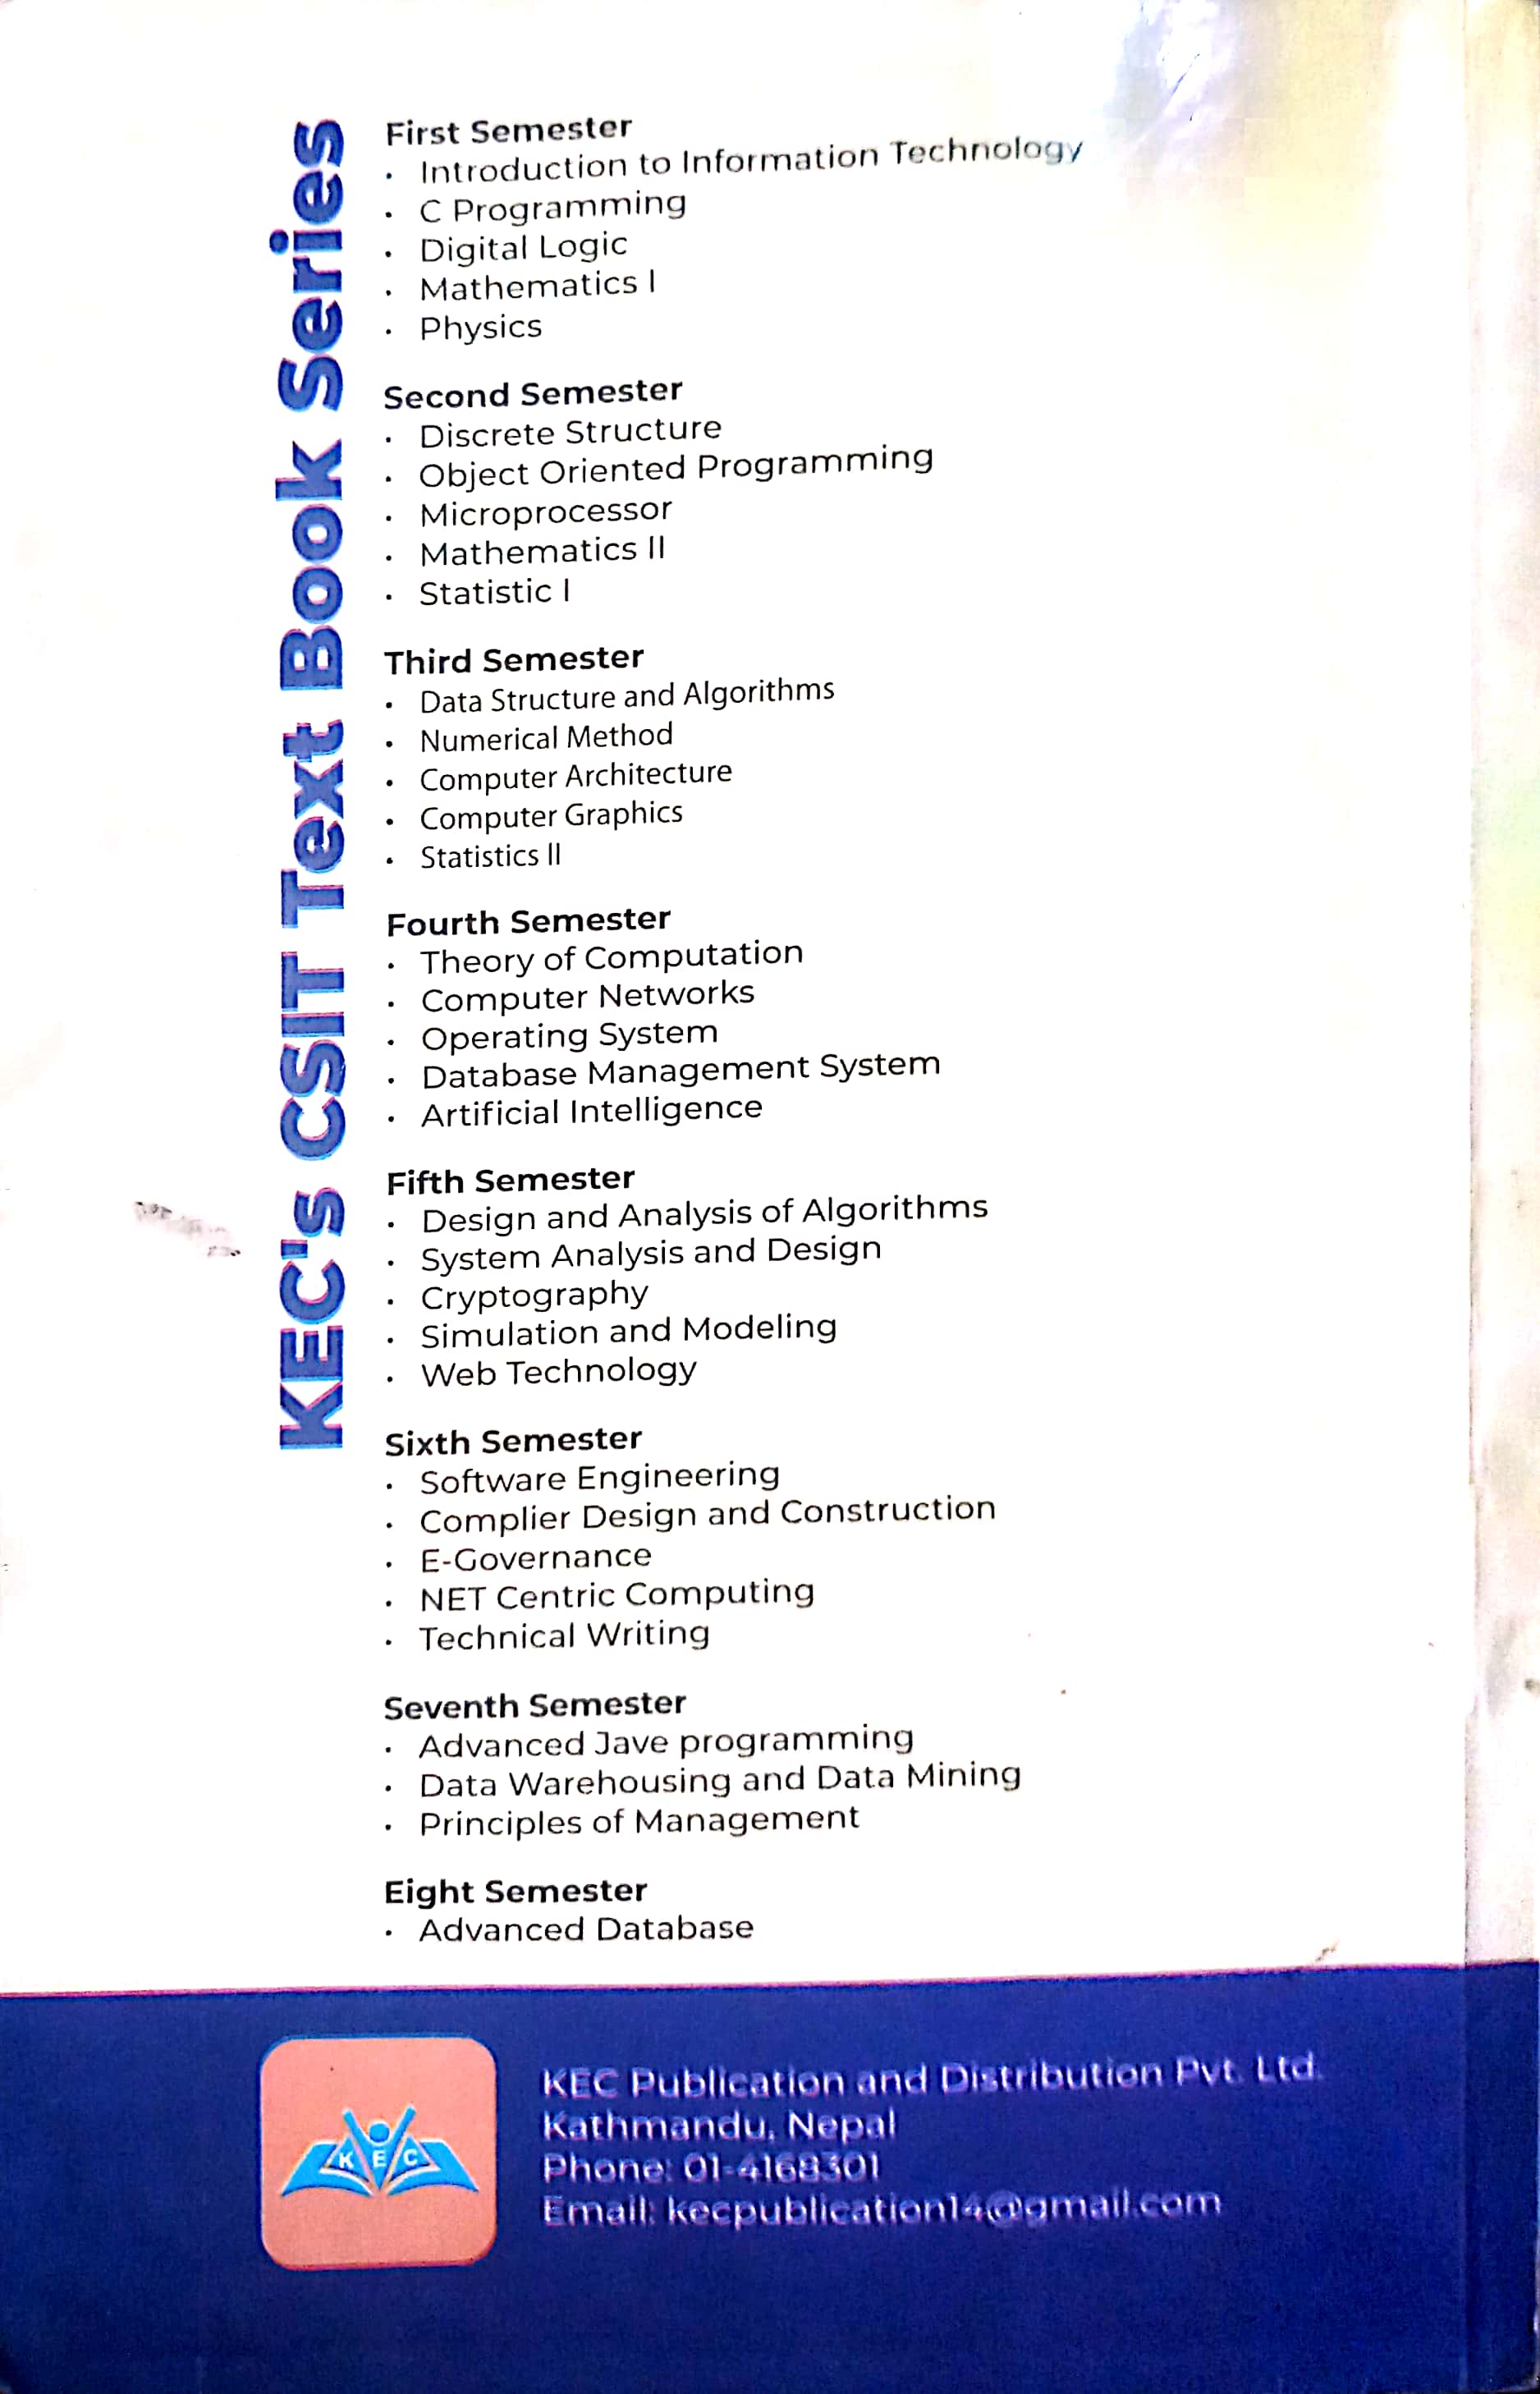 KEC's CSIT Text Book Series
First Semester
• Introduction to Information Technology
• C Programming
• Digital Logic
• Mathematics I
• Physics
Second Semester
• Discrete Structure
• Object Oriented Programming
• Microprocessor
• Mathematics II
• Statistic I
Third Semester
• Data Structure and Algorithms
• Numerical Method
• Computer Architecture
• Computer Graphics
• Statistics II
Fourth Semester
• Theory of Computation
• Computer Networks
• Operating System
• Database Management System
• Artificial Intelligence
Fifth Semester
• Design and Analysis of Algorithms
• System Analysis and Design
• Cryptography
• Simulation and Modeling
• Web Technology
Sixth Semester
• Software Engineering
• Complier Design and Construction
• E-Governance
• NET Centric Computing
• Technical Writing
Seventh Semester
• Advanced Jave programming
• Data Warehousing and Data Mining
• Principles of Management
Eight Semester
• Advanced Database
KEC
KEC Publication and Distribution Pvt. Ltd.
Kathmandu, Nepal
Phone: 01-4168301
Email: kecpublication14@gmail.com